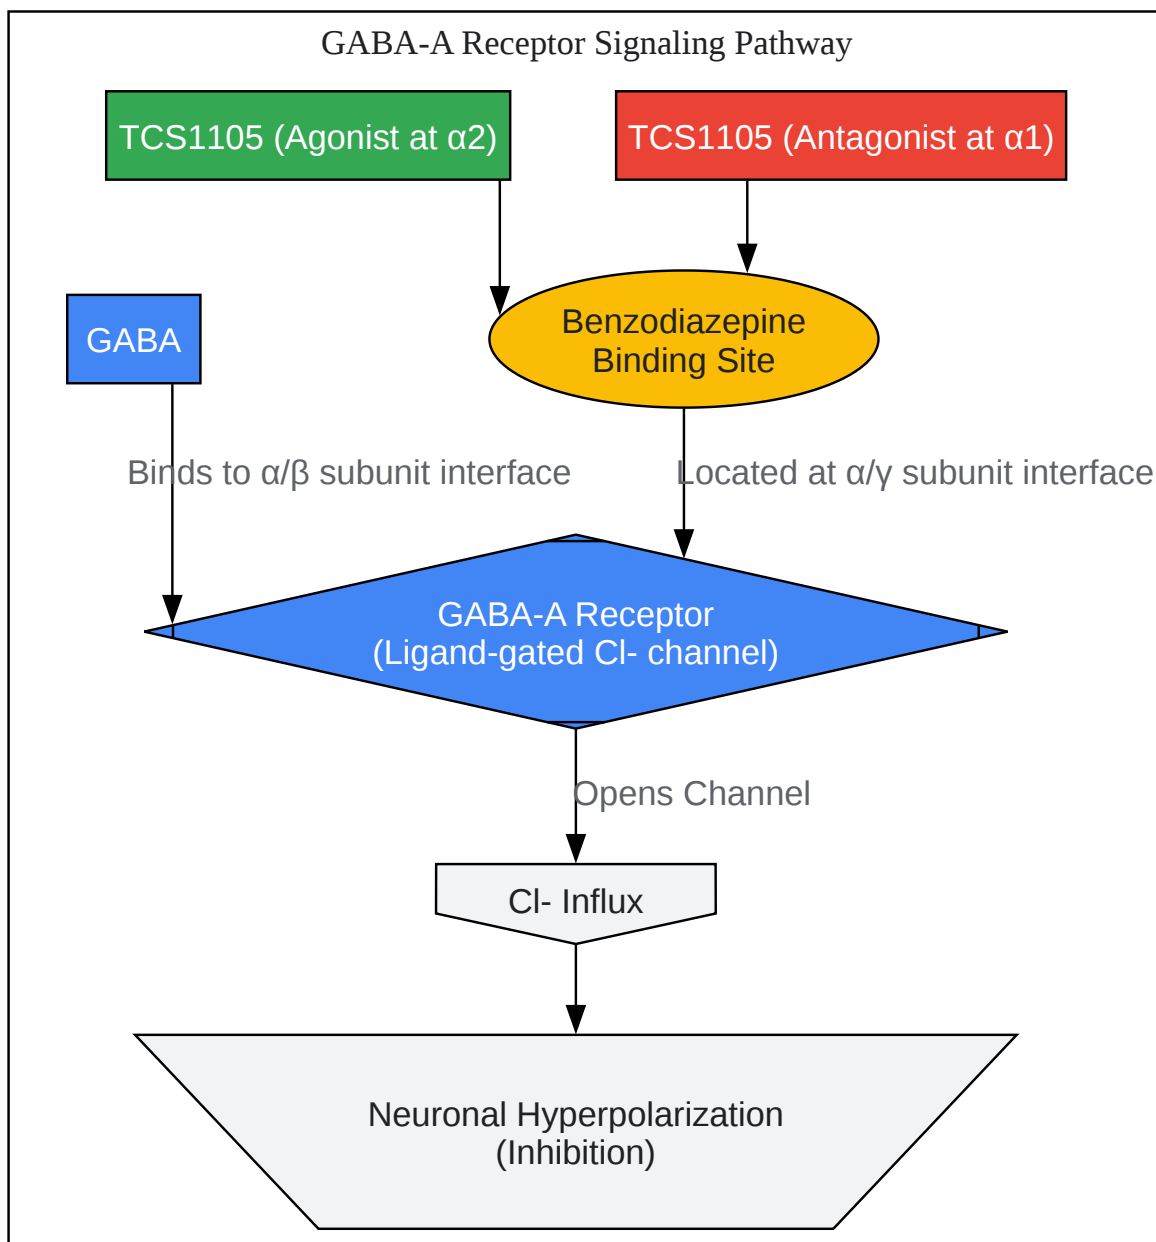 GABA-A Receptor Signaling Pathway
TCS1105 (Agonist at α2)
TCS1105 (Antagonist at α1)
GABA
Benzodiazepine
Binding Site
Binds to α/β subunit interface
Located at α/γ subunit interface
GABA-A Receptor
(Ligand-gated Cl- channel)
Opens Channel
Cl- Influx
Neuronal Hyperpolarization
(Inhibition)